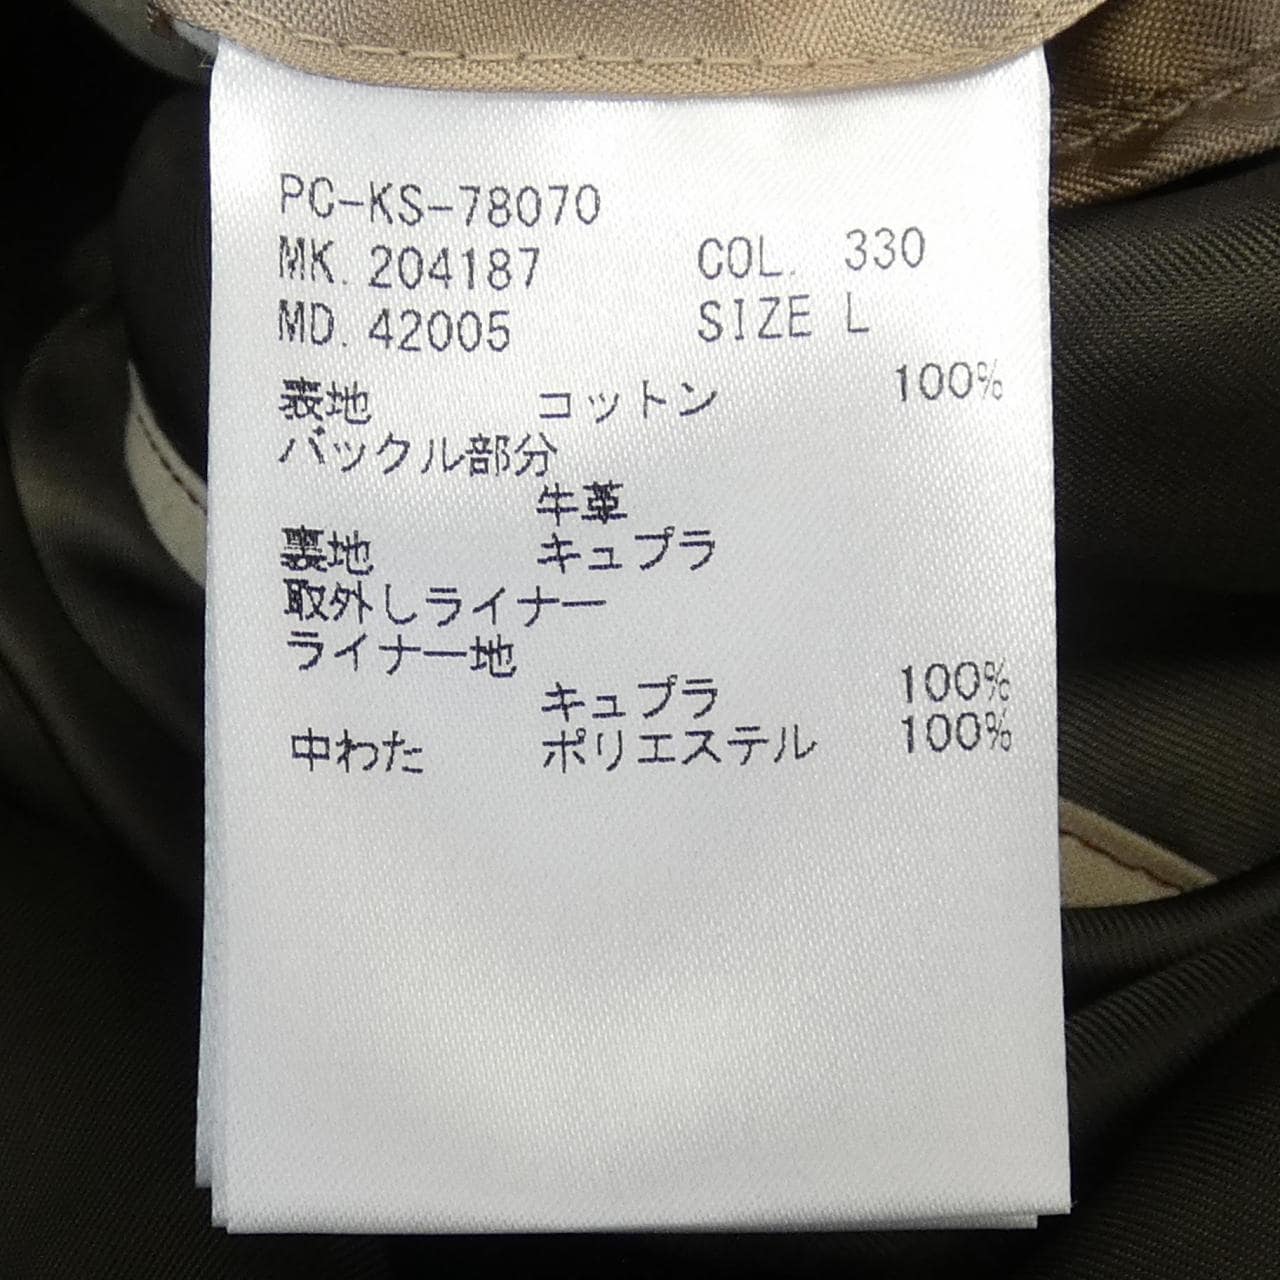 PC-KS-78070
MK. 204187 COL. 330
MD. 42005 SIZE L
表地 コットン 100%
バックル部分
牛革
裏地 キュプラ
取外しライナー
ライナー地
キュプラ 100%
中わた ポリエステル 100%